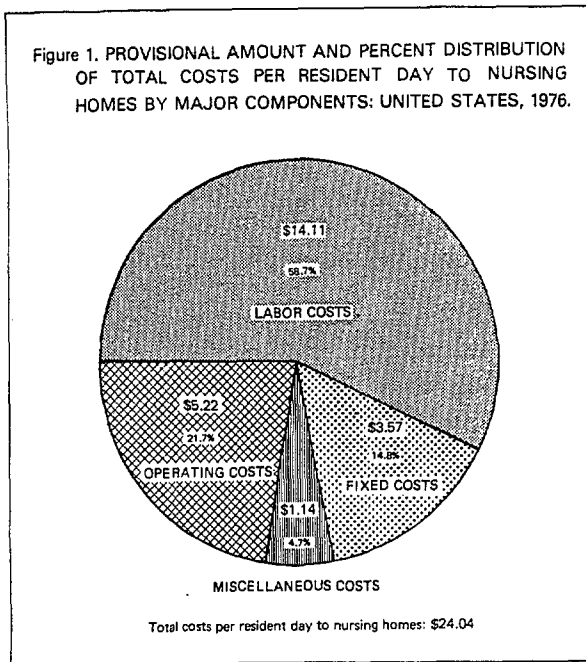 Figure 1. PROVISIONAL AMOUNT AND PERCENT DISTRIBUTION
OF TOTAL COSTS PER RESIDENT DAY TO NURSING
HOMES BY MAJOR COMPONENTS: UNITED STATES, 1976.
$14.11
58.7%
LABOR COSTS
$5.22
21.7%
OPERATING COSTS
$3.57
14.8%
FIXED COSTS
$1.14
4.7%
MISCELLANEOUS COSTS
Total costs per resident day to nursing homes: $24.04